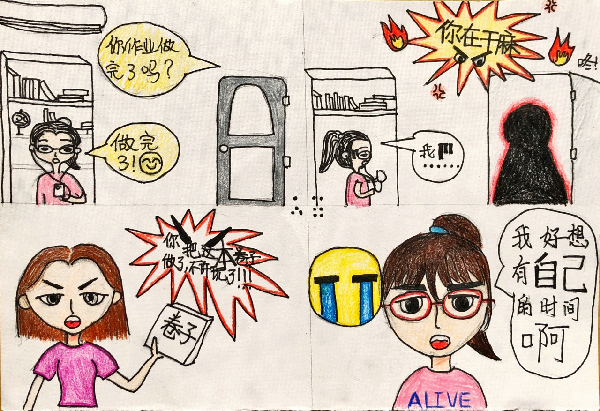 你作业做
完了吗？
做完
了！
你在干麻
咚！
我
……
你把这本卷子
做了,不许玩了!!!
卷子
我好想
有自己
的时间
啊
ALIVE